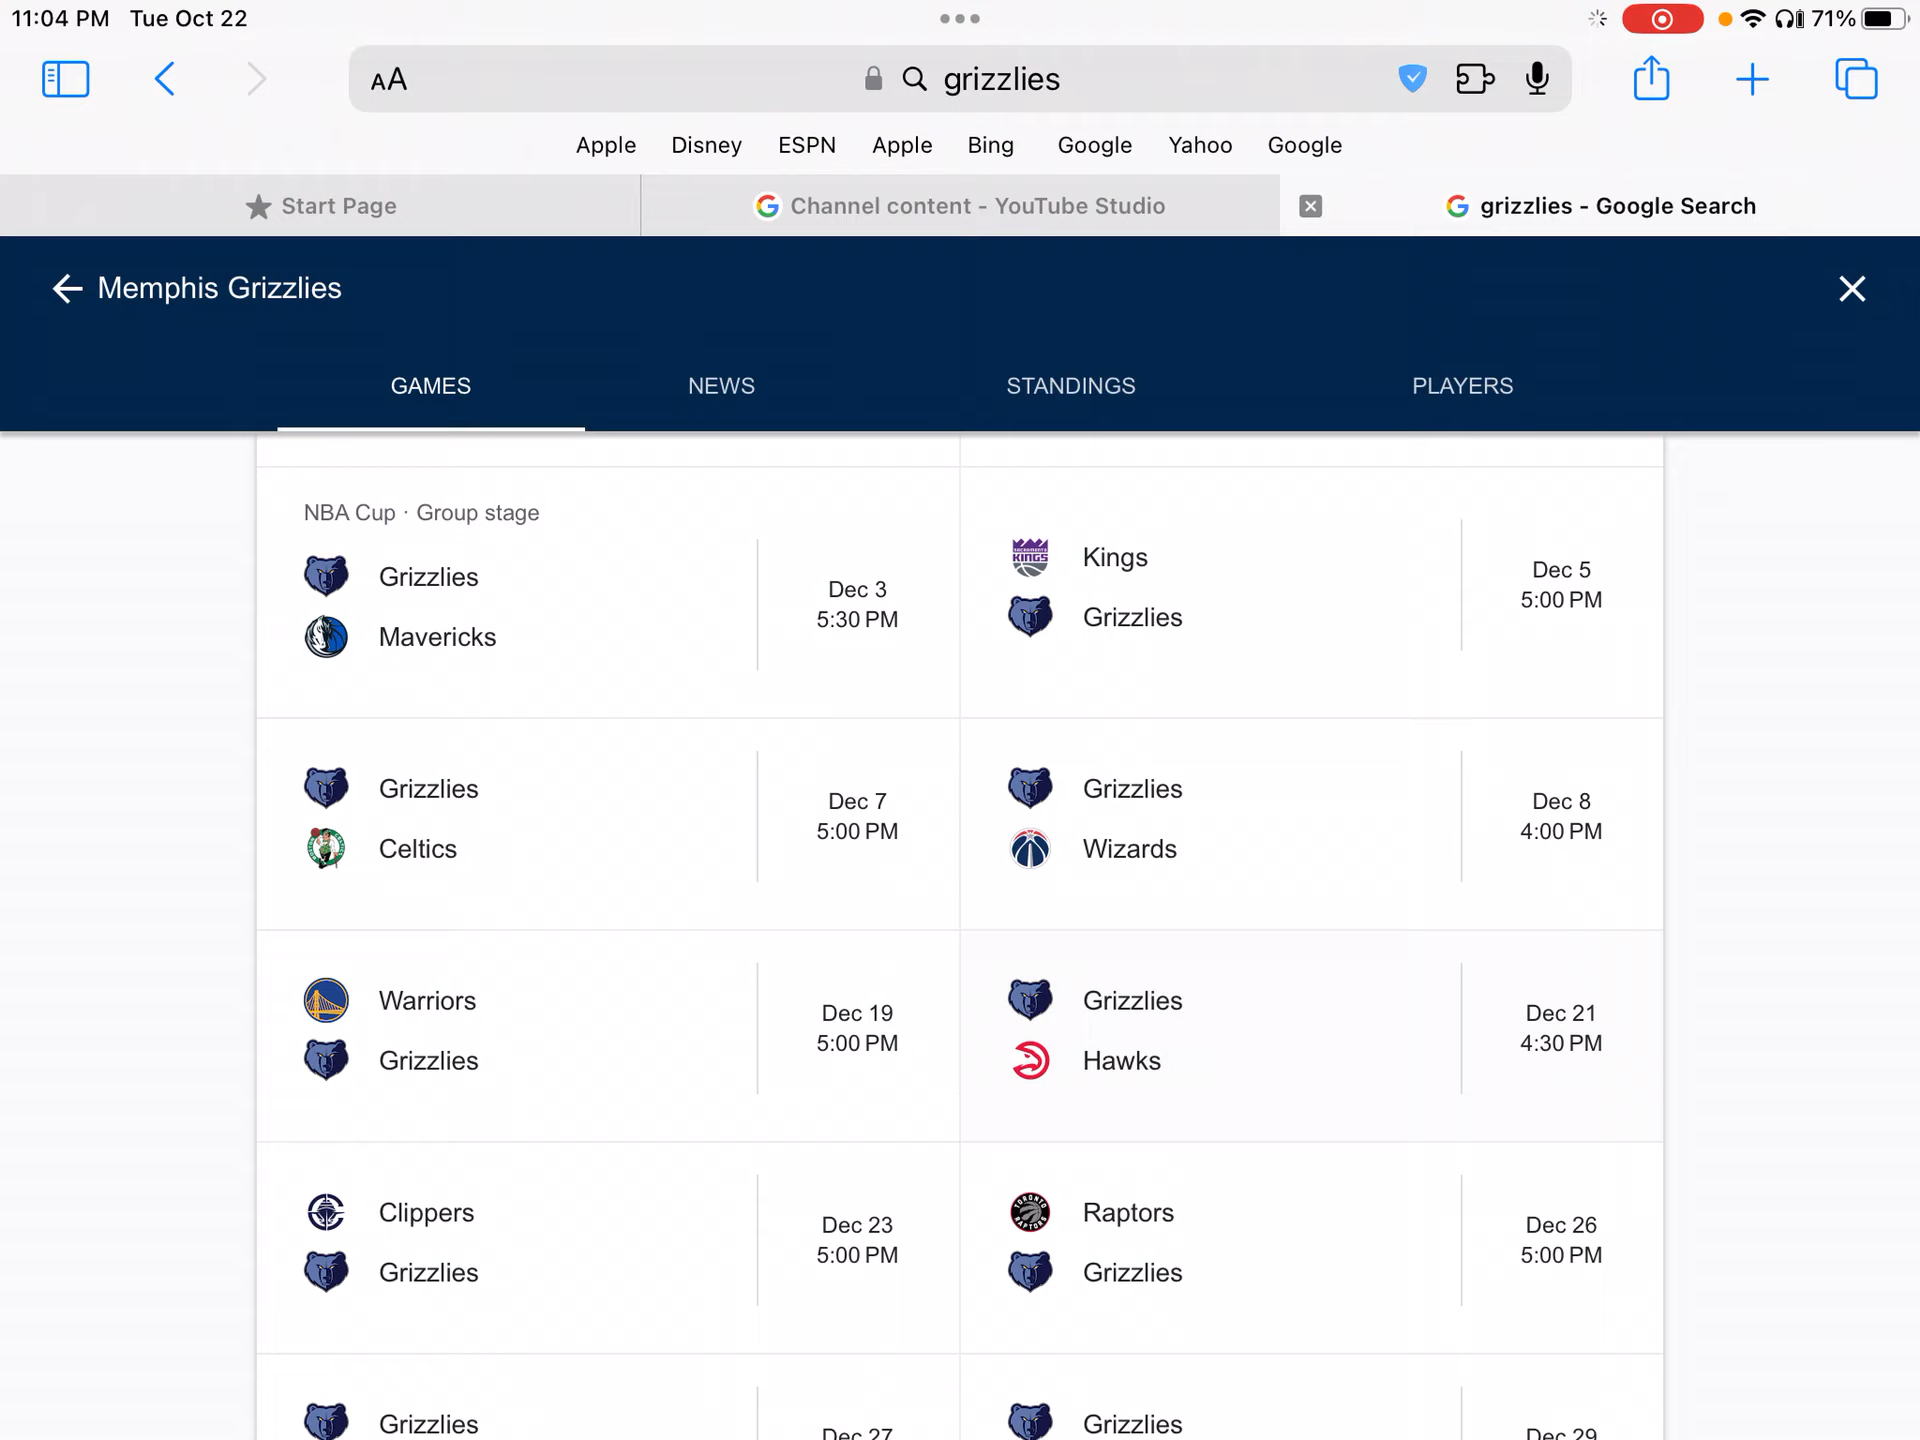 11:04 PM Tue Oct 22
71%
AA
grizzlies
Apple Disney ESPN Apple Bing Google Yahoo Google
Start Page
Channel content - YouTube Studio
grizzlies - Google Search
Memphis Grizzlies
GAMES NEWS STANDINGS PLAYERS
NBA Cup · Group stage
Grizzlies
Mavericks
Dec 3
5:30 PM
SACRAMENTO
KINGS
Kings
Grizzlies
Dec 5
5:00 PM
Grizzlies
Celtics
Dec 7
5:00 PM
Grizzlies
Wizards
Dec 8
4:00 PM
Warriors
Grizzlies
Dec 19
5:00 PM
Grizzlies
Hawks
Dec 21
4:30 PM
Clippers
Grizzlies
Dec 23
5:00 PM
TORONTO
RAPTORS
Raptors
Grizzlies
Dec 26
5:00 PM
Grizzlies
Dec 27
Grizzlies
Dec 29